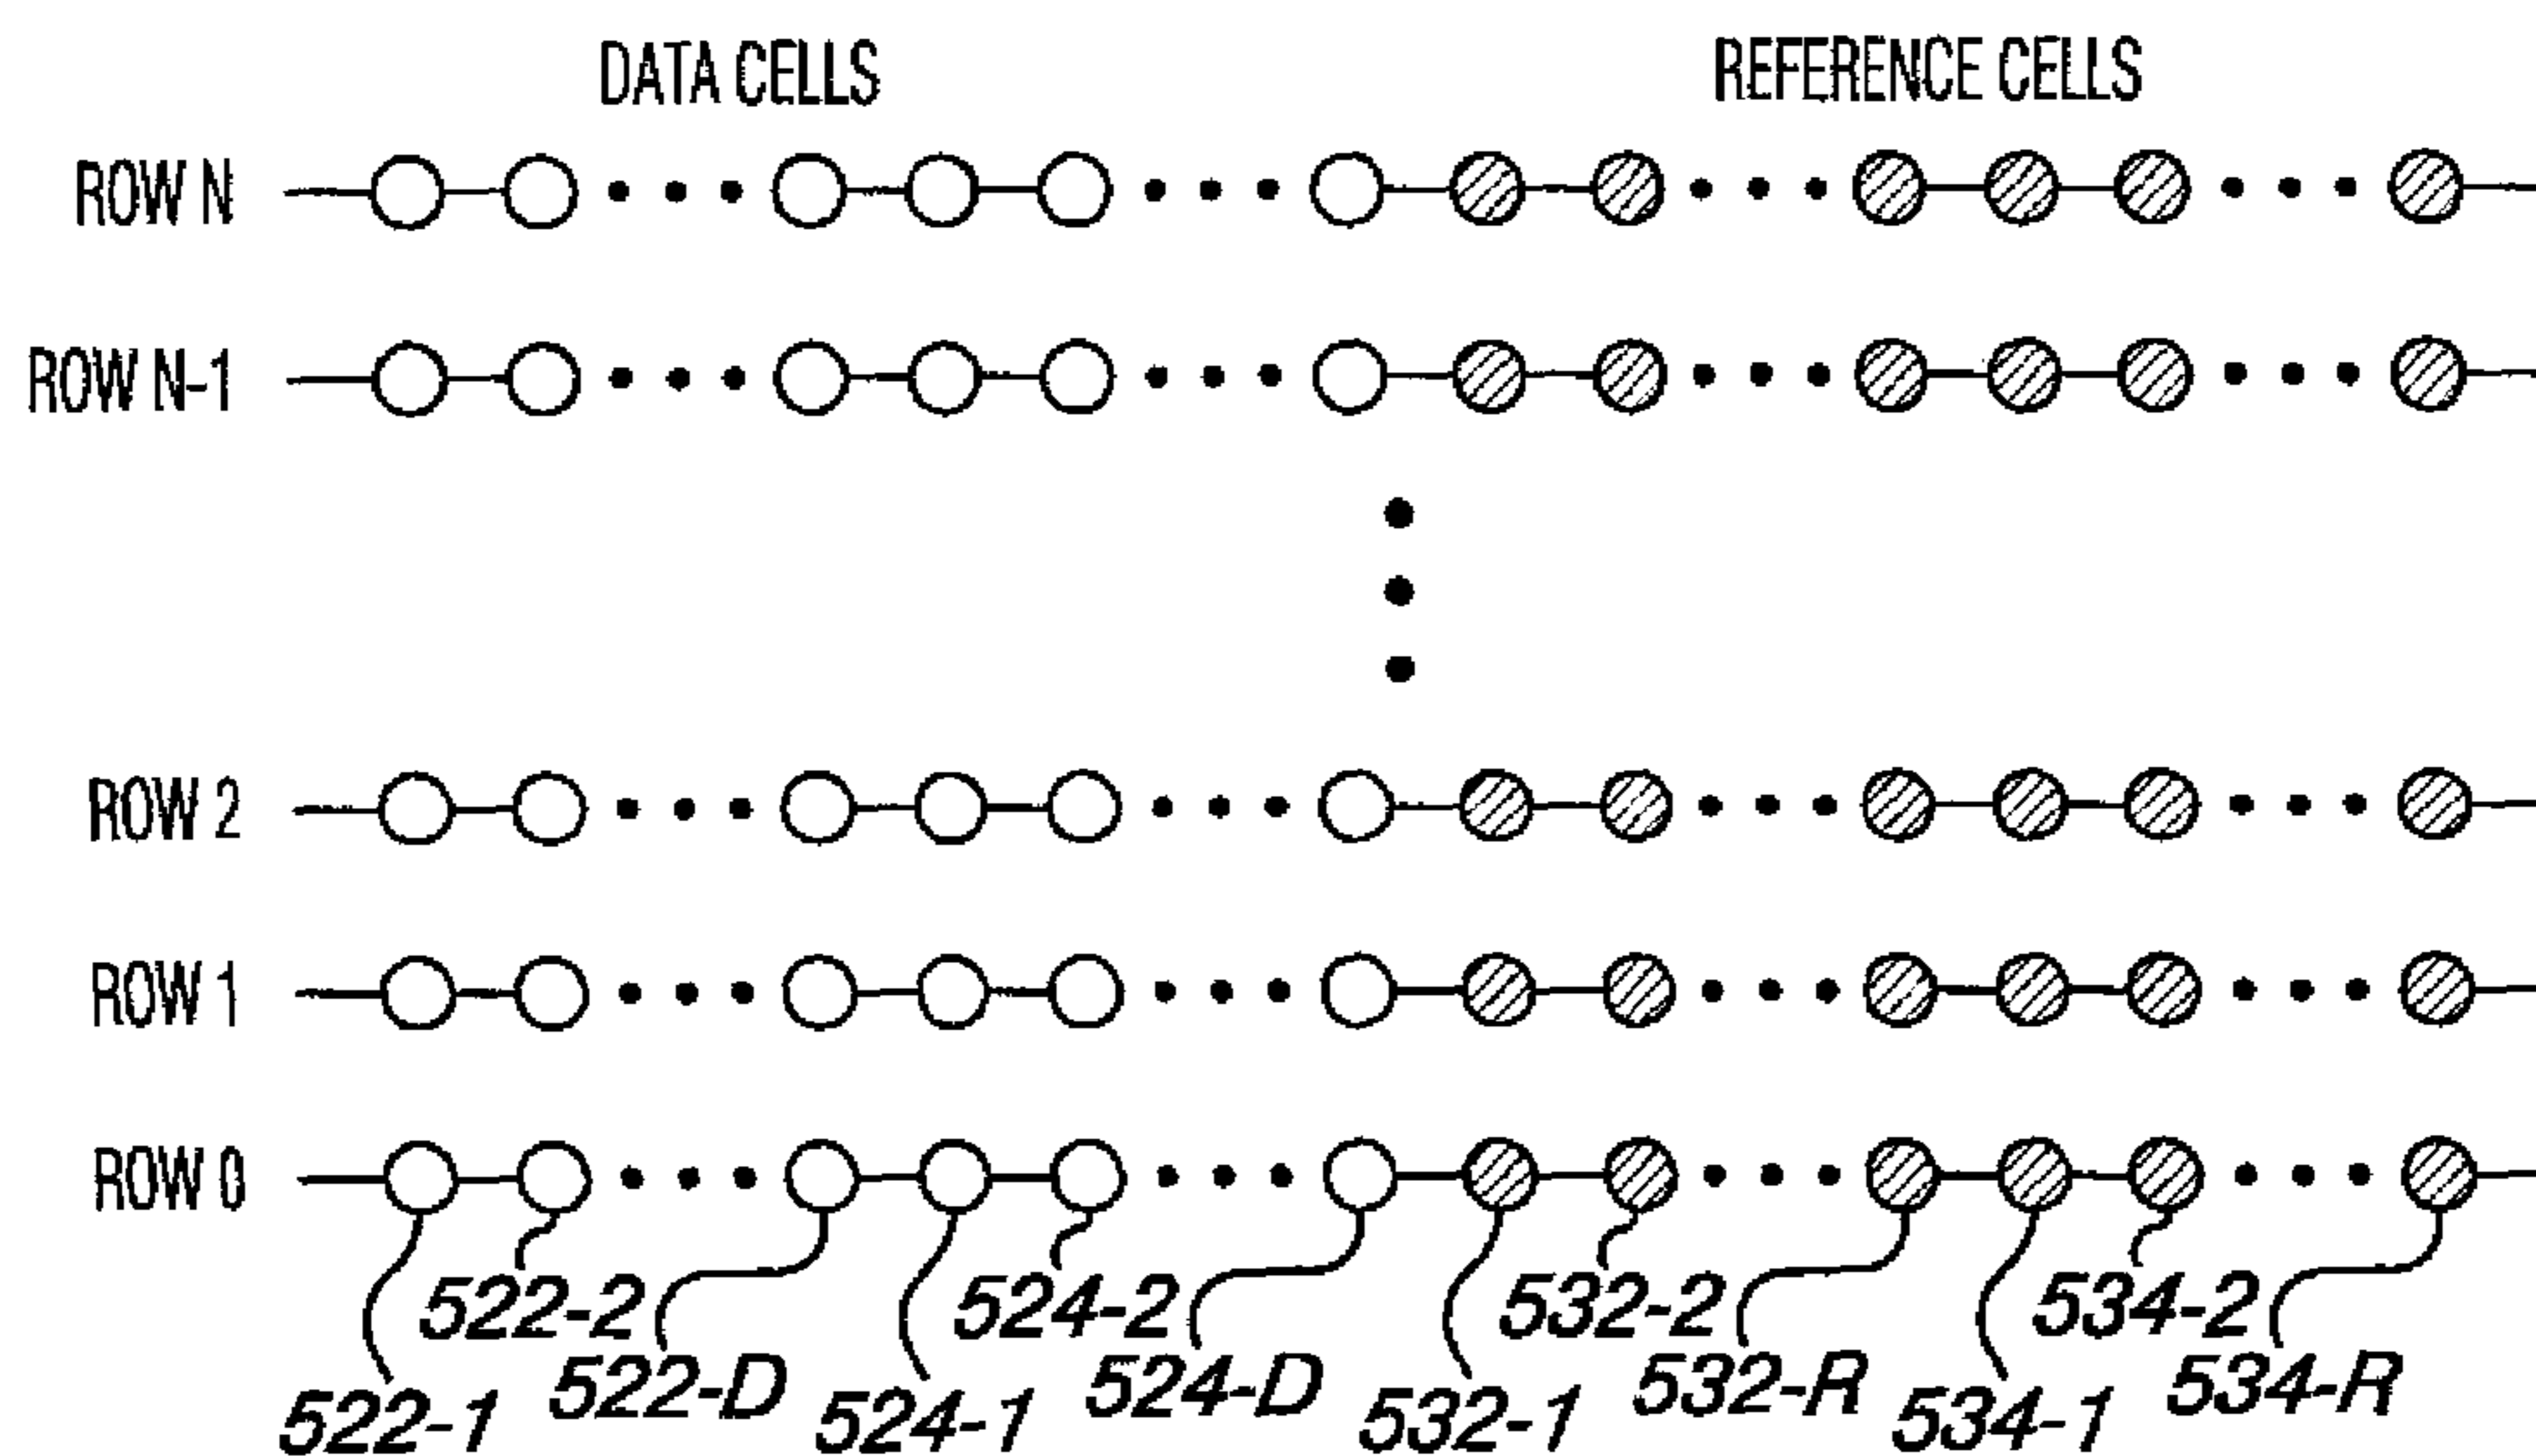 DATA CELLS
REFERENCE CELLS
ROW N
ROW N-1
ROW 2
ROW 1
ROW 0
522-2
524-2
532-2
534-2
522-D
524-D
532-R
534-R
522-1
524-1
532-1
534-1